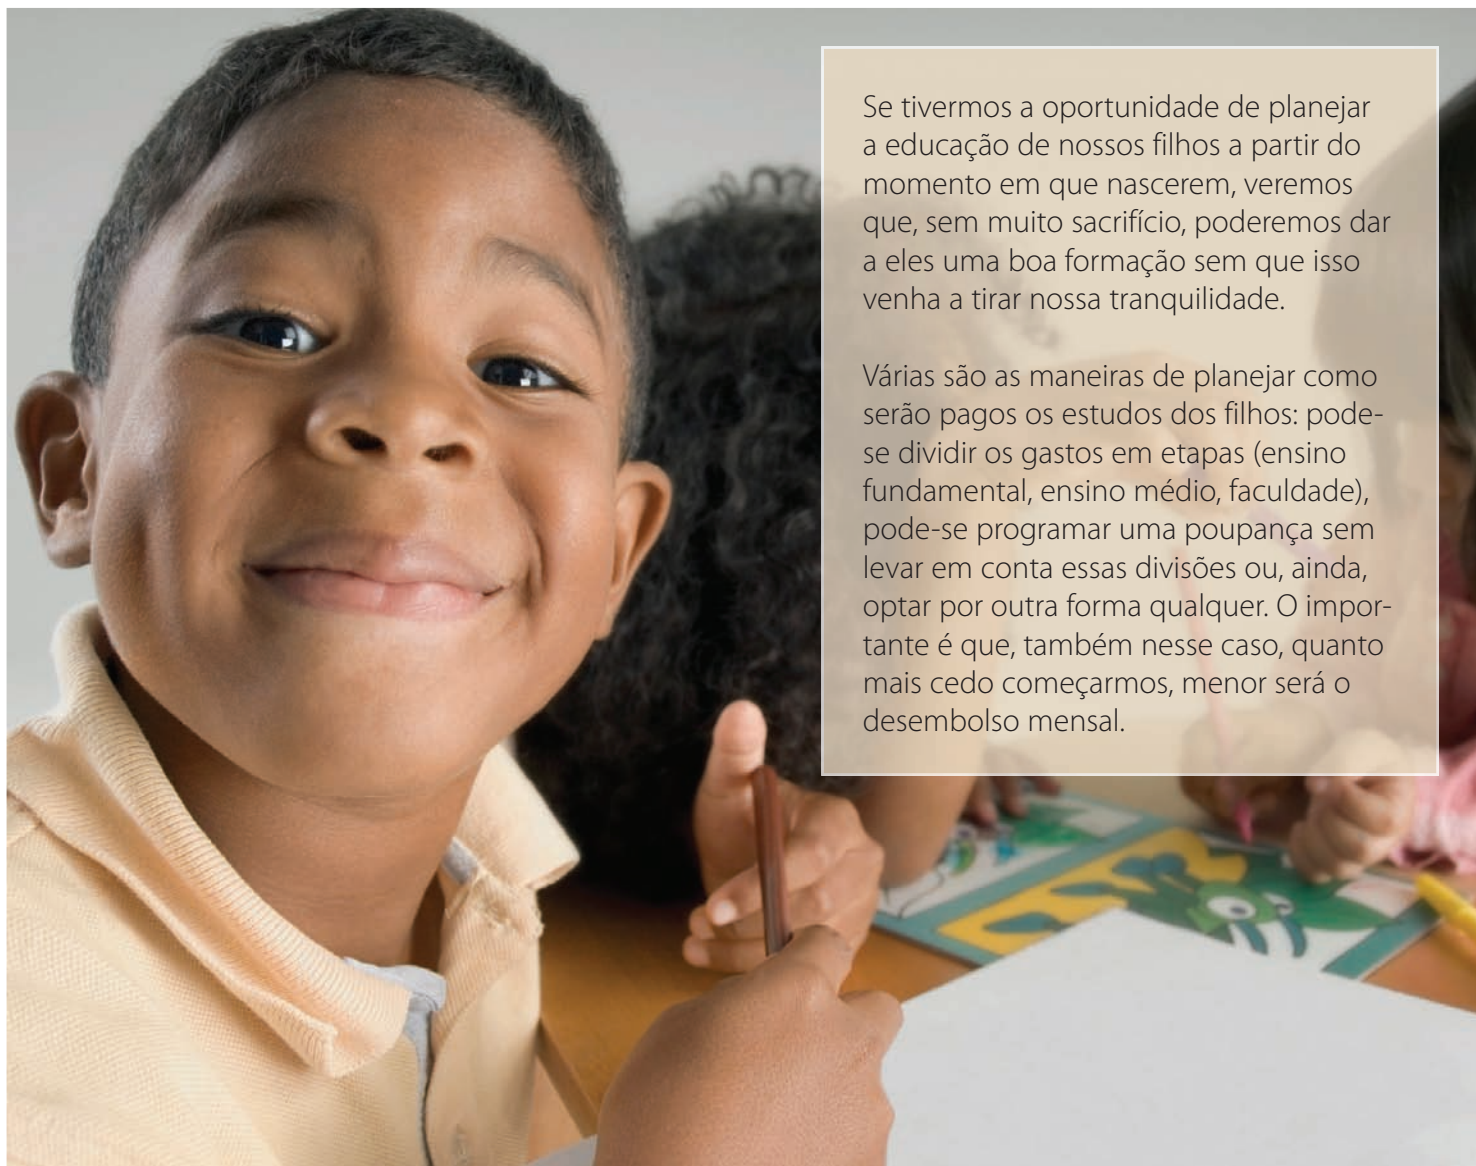 Se tivermos a oportunidade de planejar
a educação de nossos filhos a partir do
momento em que nascerem, veremos
que, sem muito sacrifício, poderemos dar
a eles uma boa formação sem que isso
venha a tirar nossa tranquilidade.
Várias são as maneiras de planejar como
serão pagos os estudos dos filhos: pode-
se dividir os gastos em etapas (ensino
fundamental, ensino médio, faculdade),
pode-se programar uma poupança sem
levar em conta essas divisões ou, ainda,
optar por outra forma qualquer. O impor-
tante é que, também nesse caso, quanto
mais cedo começarmos, menor será o
desembolso mensal.